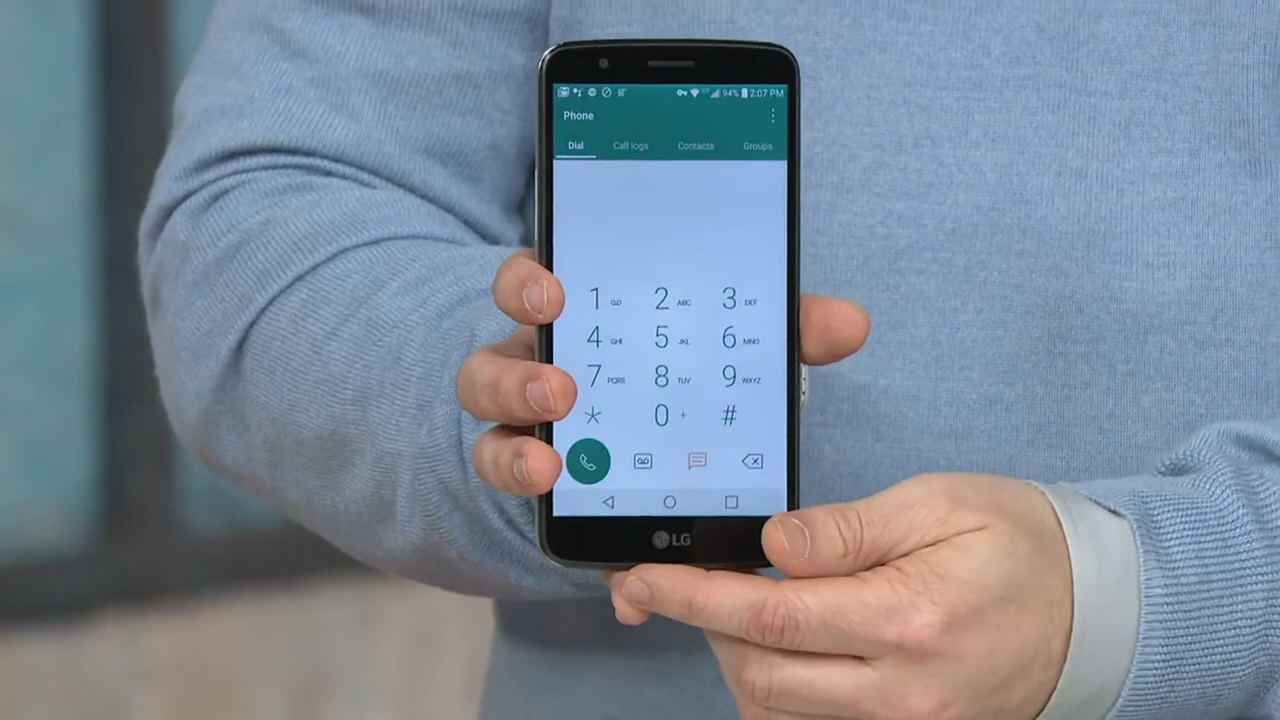 94% 2:07 PM
Phone
Dial Call logs Contacts Groups
1 2 ABC 3 DEF
4 GHI 5 JKL 6 MNO
7 PQRS 8 TUV 9 WXYZ
* 0 + #
LG